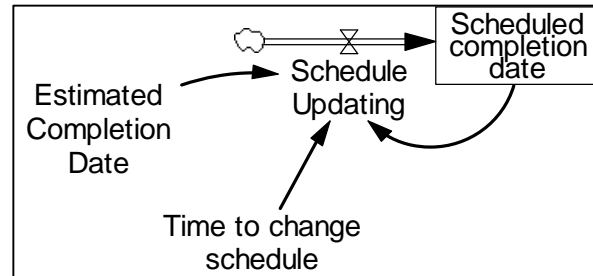 Scheduled
completion
date
Schedule
Updating
Estimated
Completion
Date
Time to change
schedule